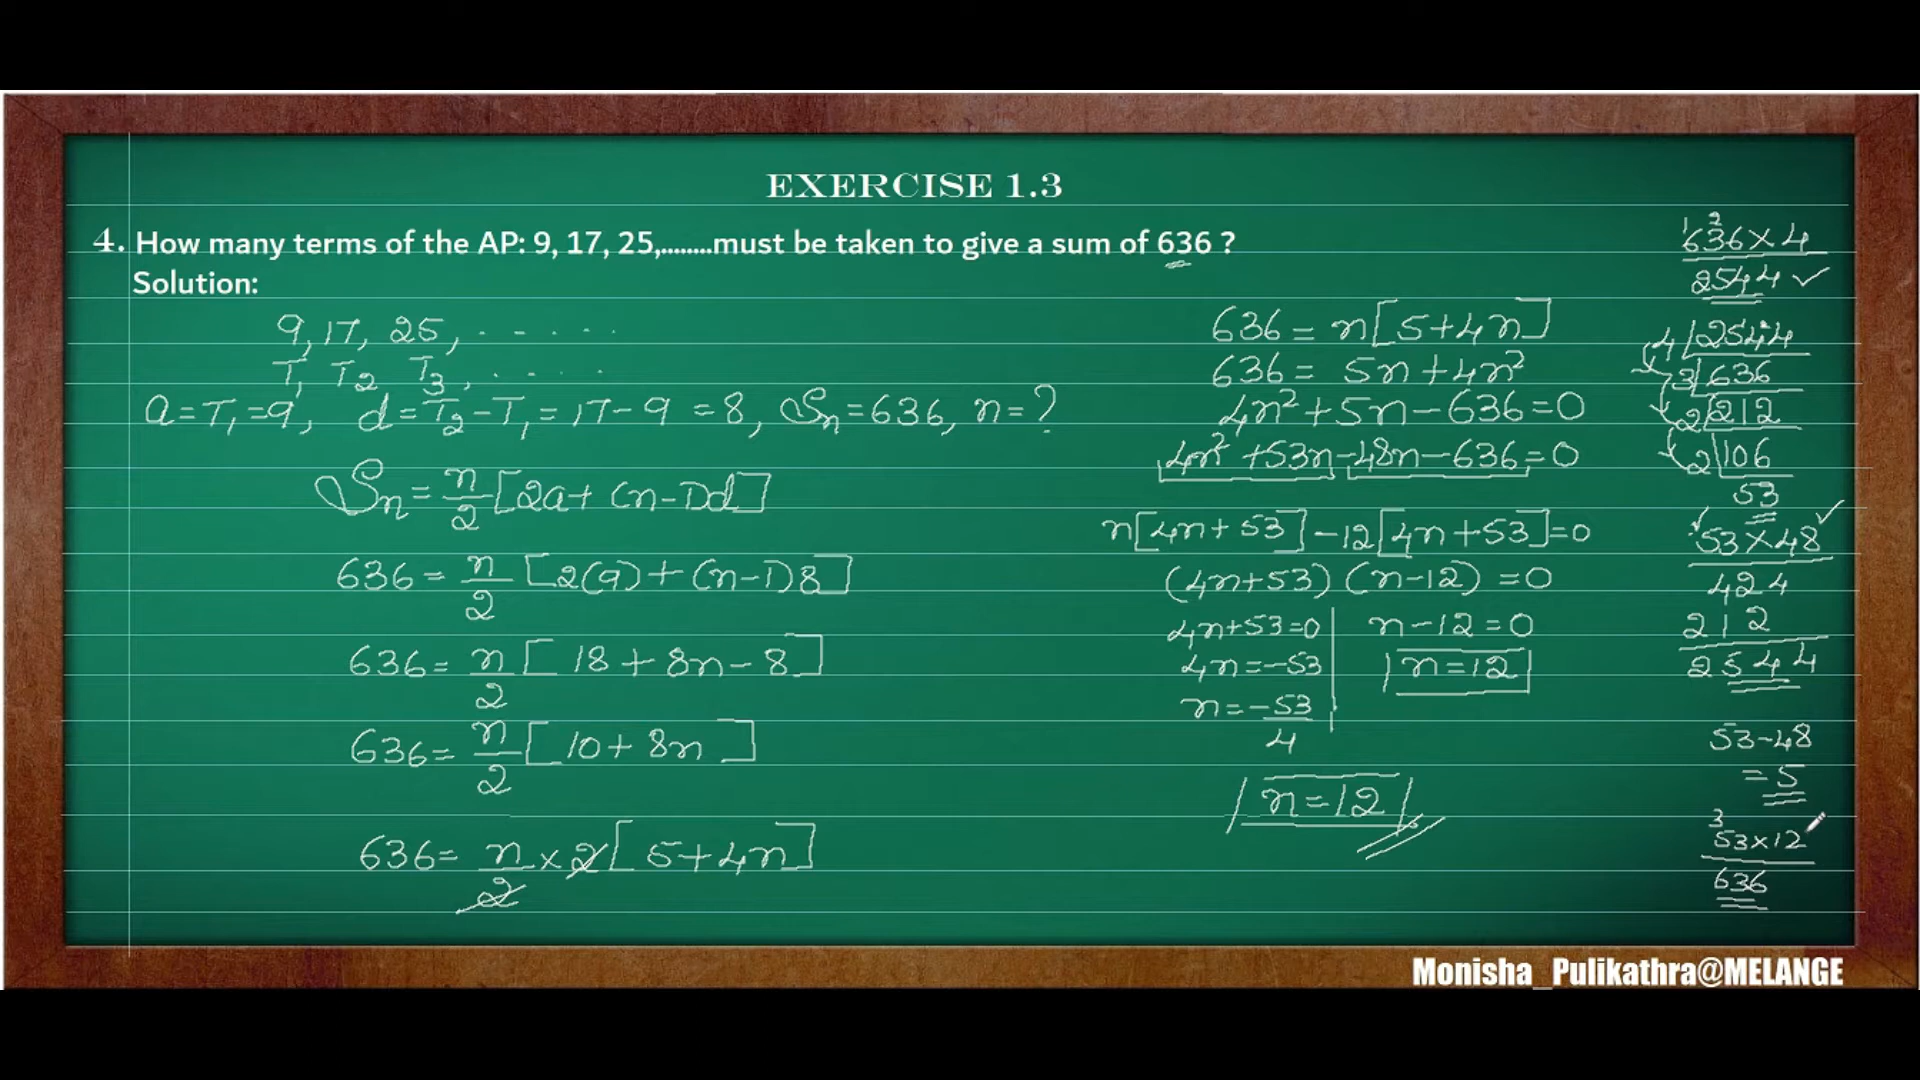 EXERCISE 1.3
4. How many terms of the AP: 9, 17, 25,........must be taken to give a sum of 636 ?
Solution:
9, 17, 25, . - . . .
T₁ T₂ T₃, . . . .
a = T₁ = 9, d = T₂ - T₁ = 17 - 9 = 8, Sn = 636, n = ?
Sn = n/2 [2a + (n-1)d]
636 = n/2 [2(9) + (n-1)8]
636 = n/2 [18 + 8n - 8]
636 = n/2 [10 + 8n]
636 = n/2 × 2 [5 + 4n]
636 = n[5+4n]
636 = 5n + 4n²
4n² + 5n - 636 = 0
4n² + 53n - 48n - 636 = 0
n[4n + 53] - 12[4n + 53] = 0
(4n+53) (n-12) = 0
4n+53=0
4n = -53
n = -53/4
n - 12 = 0
n = 12
n = 12
1 2
636 × 4
2544 ✓
4|2544
3|636
2|212
2|106
53
53 × 48
424
212
2544
53-48
= 5
3
53×12
636
Monisha_Pulikathra@MELANGE